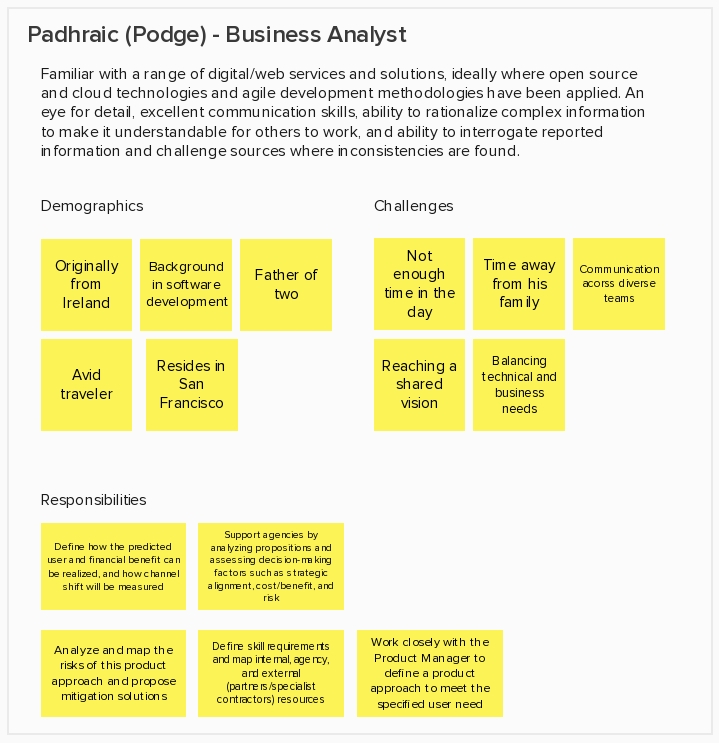 Padhraic (Podge) - Business Analyst
Familiar with a range of digital/web services and solutions, ideally where open source
and cloud technologies and agile development methodologies have been applied. An
eye for detail, excellent communication skills, ability to rationalize complex information
to make it understandable for others to work, and ability to interrogate reported
information and challenge sources where inconsistencies are found.
Demographics
Originally
from
Ireland
Background
in software
development
Father of
two
Avid
traveler
Resides in
San
Francisco
Challenges
Not
enough
time in the
day
Time away
from his
family
Communication
acorss diverse
teams
Reaching a
shared
vision
Balancing
technical and
business
needs
Responsibilities
Define how the predicted
user and financial benefit can
be realized, and how channel
shift will be measured
Support agencies by
analyzing propositions and
assessing decision-making
factors such as strategic
alignment, cost/benefit, and
risk
Analyze and map the
risks of this product
approach and propose
mitigation solutions
Define skill requirements
and map internal, agency,
and external
(partners/specialist
contractors) resources
Work closely with the
Product Manager to
define a product
approach to meet the
specified user need